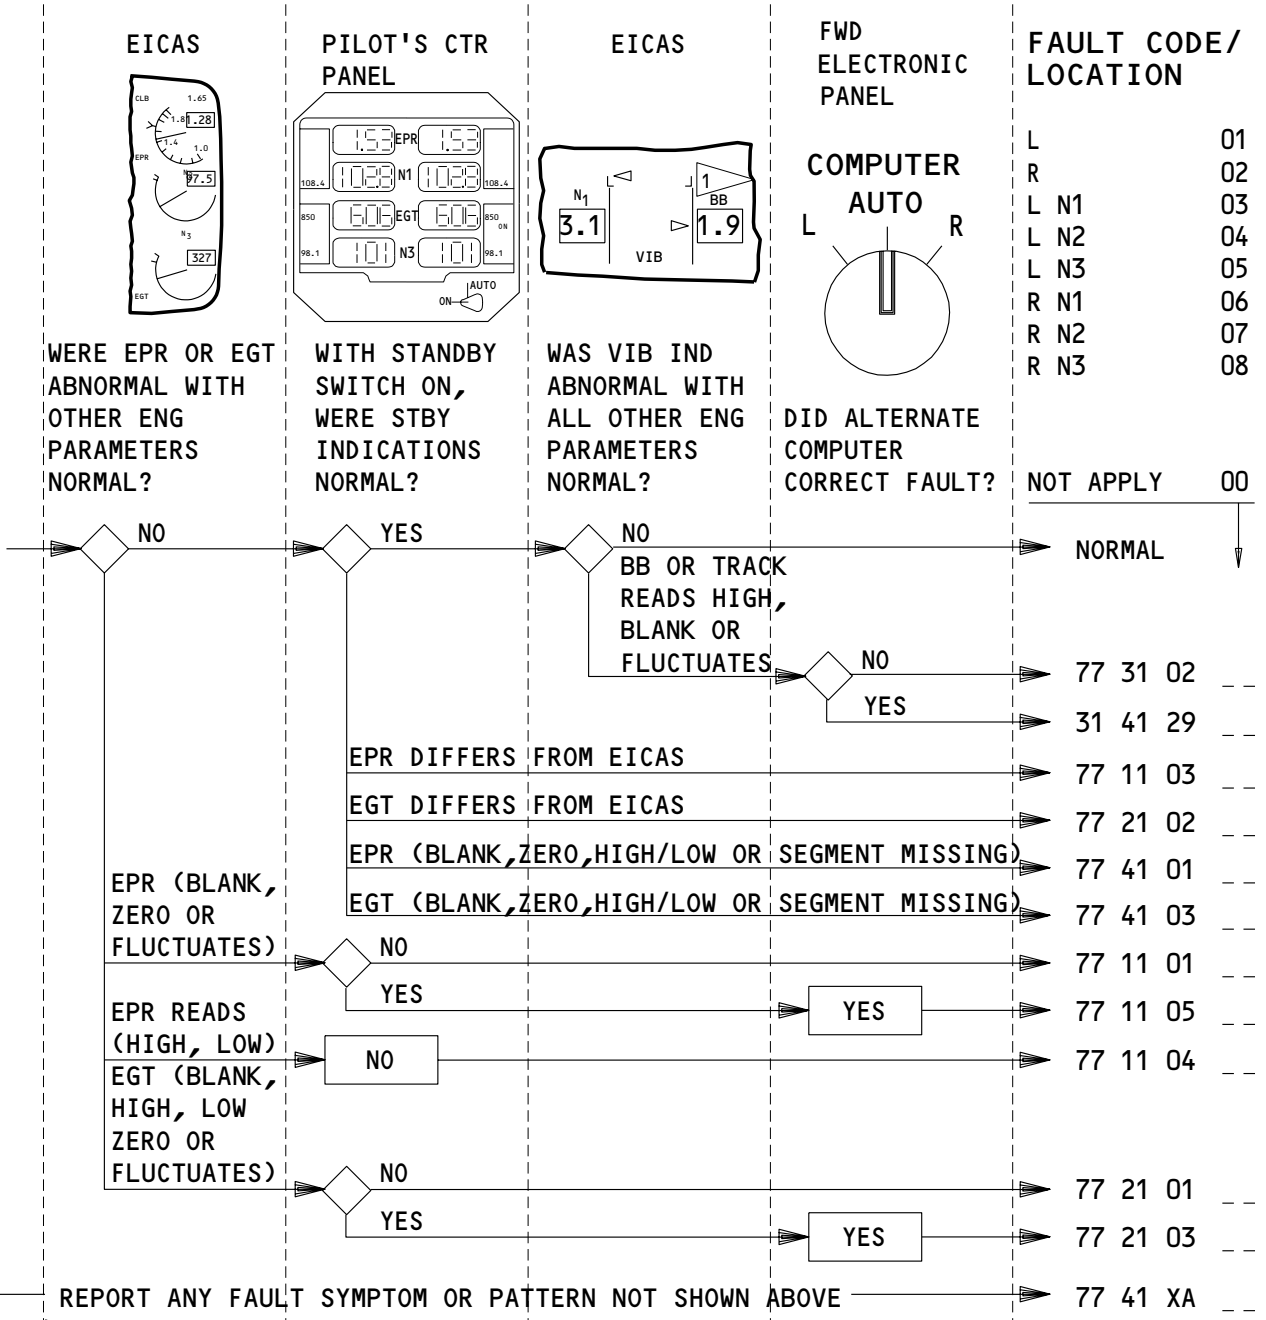 EICAS
CLB
1.65
1.8
1.28
1.4
1.0
EPR
97.5
N3
327
EGT
WERE EPR OR EGT
ABNORMAL WITH
OTHER ENG
PARAMETERS
NORMAL?
PILOT'S CTR
PANEL
1.53 EPR 1.53
108.4 102.8 N1 102.8 108.4
850 EGT 850
ON
98.1 101 N3 101 98.1
AUTO
ON
WITH STANDBY
SWITCH ON,
WERE STBY
INDICATIONS
NORMAL?
EICAS
1
N1
BB
3.1
1.9
VIB
WAS VIB IND
ABNORMAL WITH
ALL OTHER ENG
PARAMETERS
NORMAL?
FWD
ELECTRONIC
PANEL
COMPUTER
AUTO
L R
DID ALTERNATE
COMPUTER
CORRECT FAULT?
FAULT CODE/
LOCATION
L 01
R 02
L N1 03
L N2 04
L N3 05
R N1 06
R N2 07
R N3 08
NOT APPLY 00
NO
YES
NO
NORMAL
BB OR TRACK
READS HIGH,
BLANK OR
FLUCTUATES
NO
77 31 02 _ _
YES
31 41 29 _ _
EPR DIFFERS FROM EICAS
77 11 03 _ _
EGT DIFFERS FROM EICAS
77 21 02 _ _
EPR (BLANK,ZERO,HIGH/LOW OR SEGMENT MISSING)
77 41 01 _ _
EGT (BLANK,ZERO,HIGH/LOW OR SEGMENT MISSING)
77 41 03 _ _
EPR (BLANK,
ZERO OR
FLUCTUATES)
NO
77 11 01 _ _
YES
YES
77 11 05 _ _
EPR READS
(HIGH, LOW)
NO
77 11 04 _ _
EGT (BLANK,
HIGH, LOW
ZERO OR
FLUCTUATES)
NO
77 21 01 _ _
YES
YES
77 21 03 _ _
REPORT ANY FAULT SYMPTOM OR PATTERN NOT SHOWN ABOVE
77 41 XA _ _